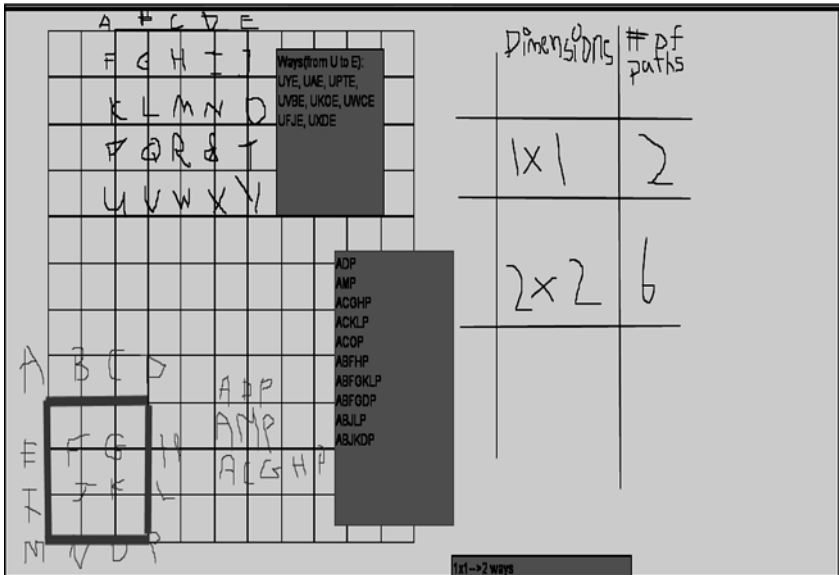 A B C D E
F G H I J
K L M N O
P Q R S T
U V W X Y
Ways(from U to E):
UYE, UAE, UPTE,
UVBE, UKOE, UWCE
UFJE, UXDE
Dimensions
# of
paths
1x1 2
2x2 6
ADP
AMP
ACGHP
ACKLP
ACOP
ABFHP
ABFGKLP
ABFGDP
ABJLP
ABJKDP
A B C D
E F G H
I J K L
M N O P
ADP
AMP
ACGHP
1x1-->2 ways